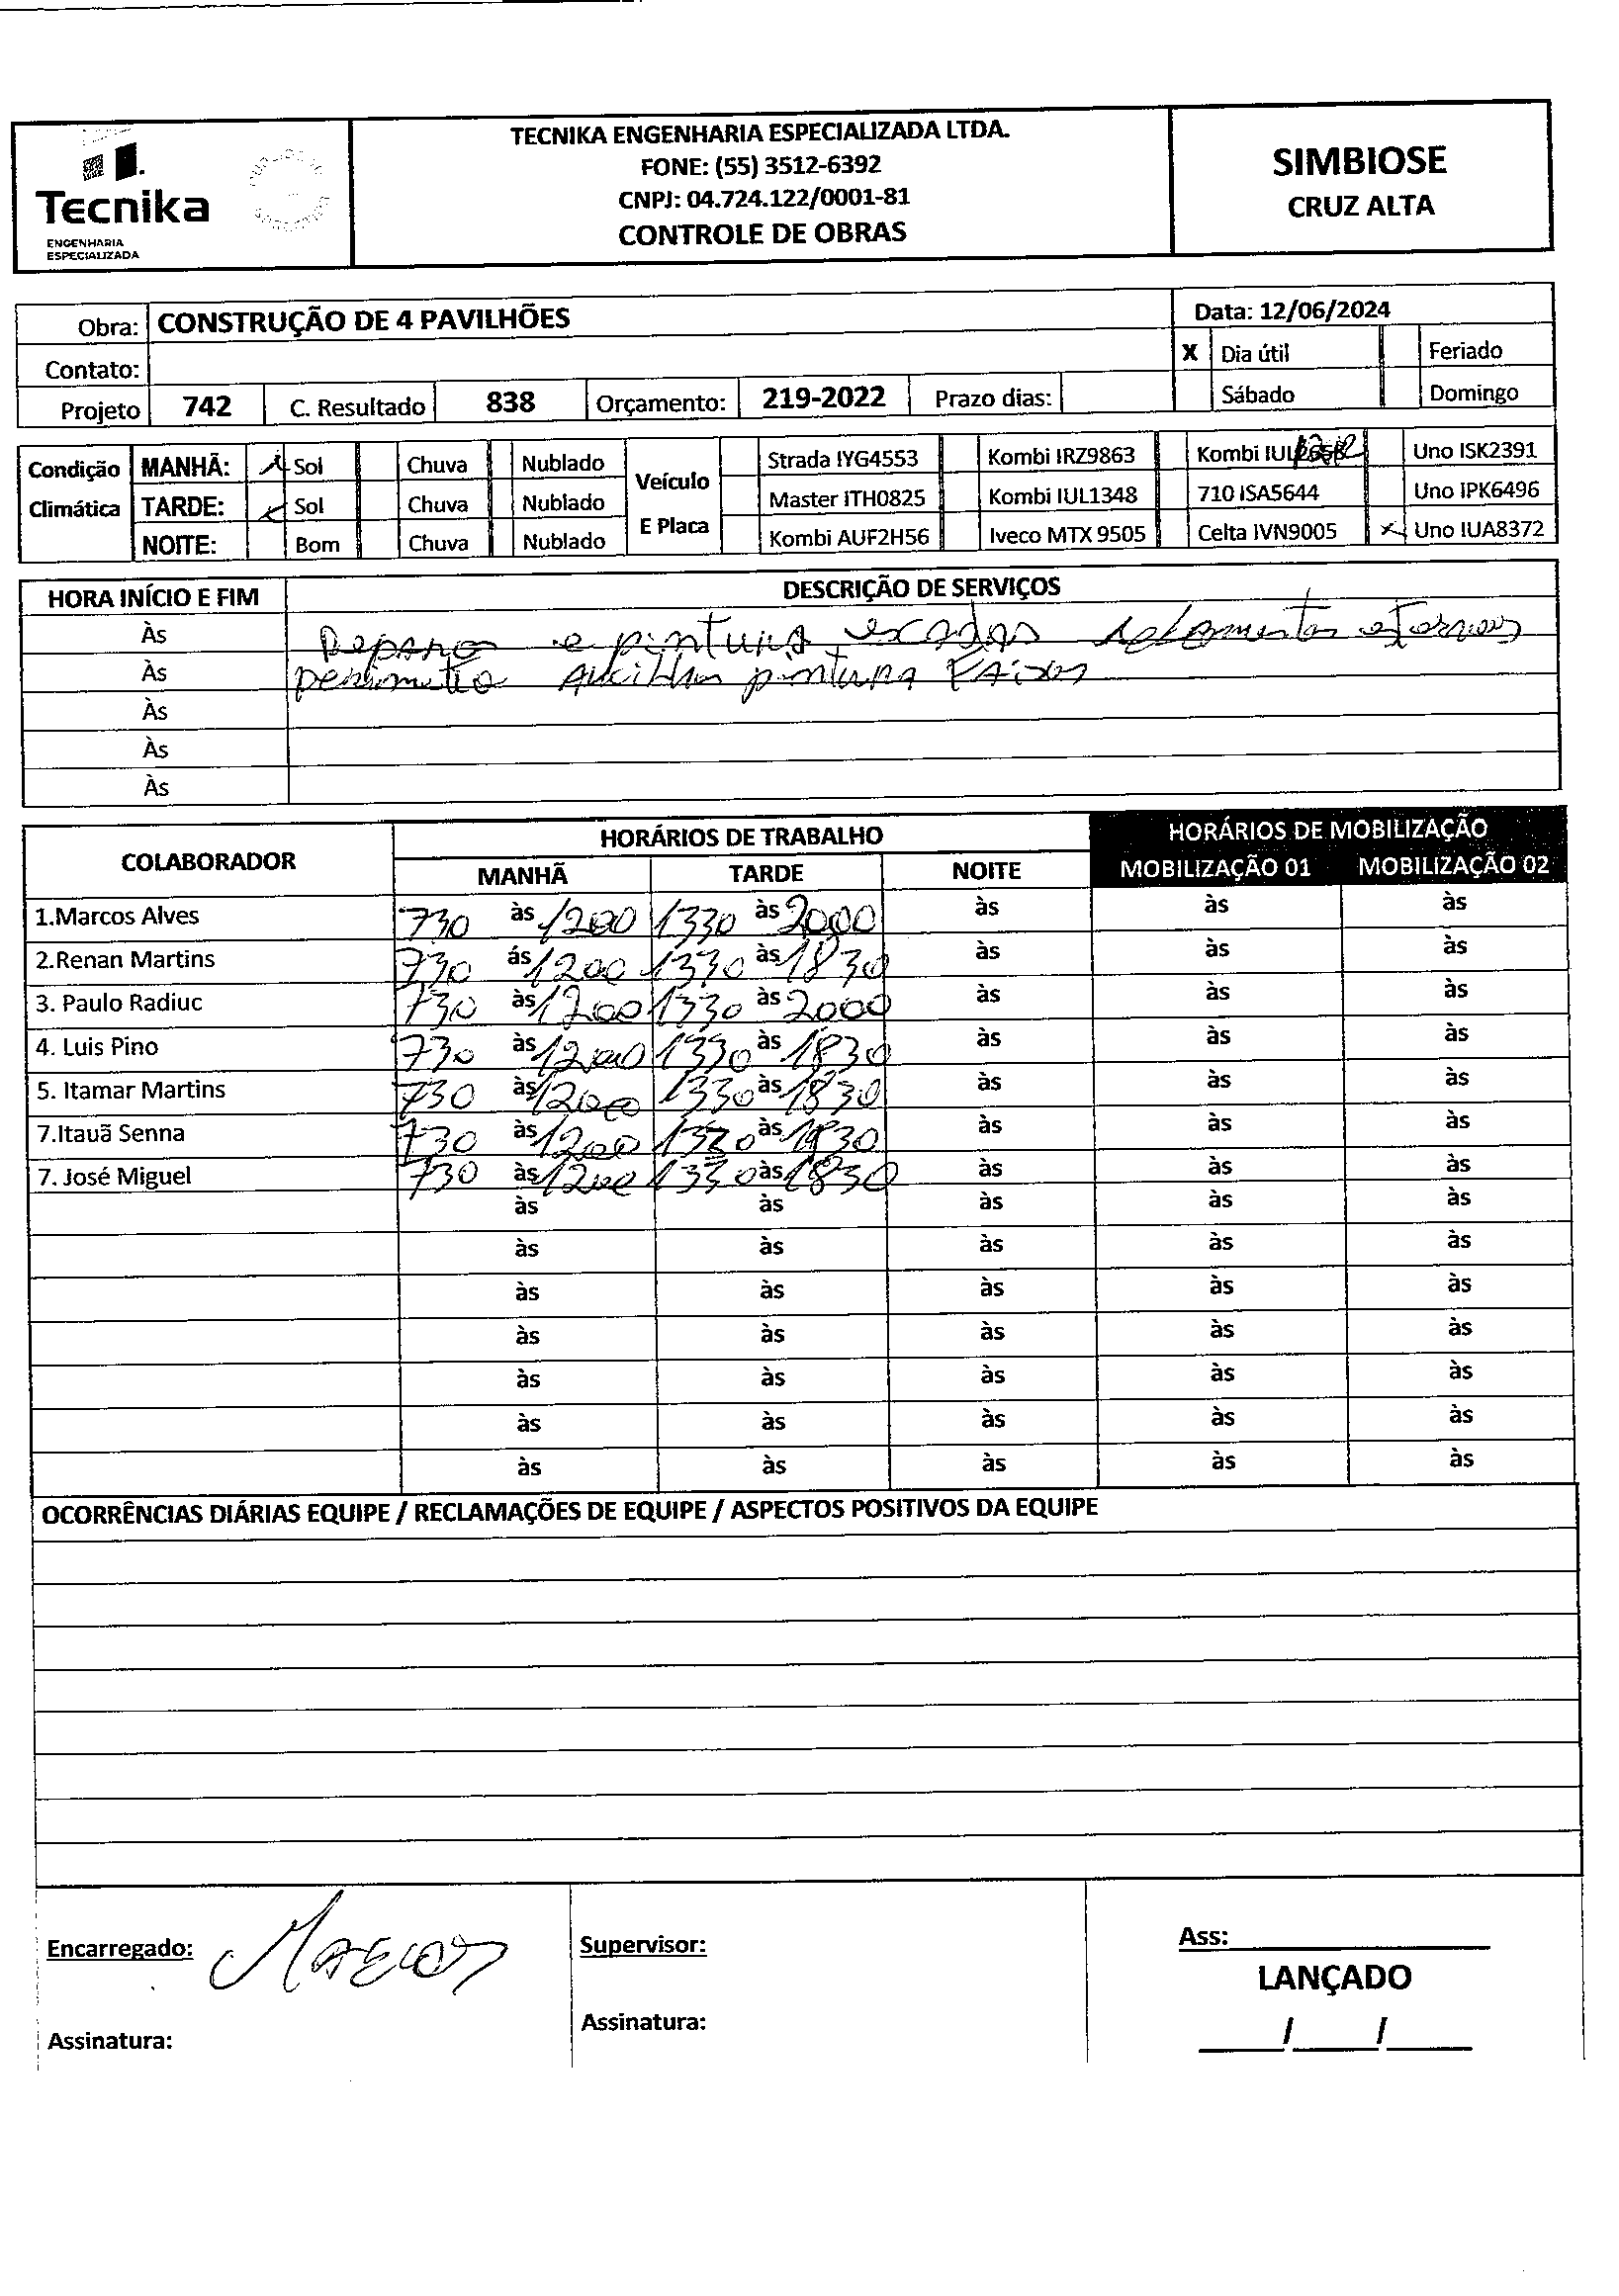 Tecnika
ENGENHARIA
ESPECIALIZADA
TECNIKA ENGENHARIA ESPECIALIZADA LTDA.
FONE: (55) 3512-6392
CNPJ: 04.724.122/0001-81
CONTROLE DE OBRAS
SIMBIOSE
CRUZ ALTA
Obra: CONSTRUÇÃO DE 4 PAVILHÕES Data: 12/06/2024
Contato: X Dia útil Feriado
Projeto 742 C. Resultado 838 Orçamento: 219-2022 Prazo dias: Sábado Domingo
Condição Climática
MANHÃ: X Sol Chuva Nublado
TARDE: X Sol Chuva Nublado
NOITE: Bom Chuva Nublado
Veículo E Placa
Strada IYG4553 Kombi IRZ9863 Kombi IUL Uno ISK2391
Master ITH0825 Kombi IUL1348 710 ISA5644 Uno IPK6496
Kombi AUF2H56 Iveco MTX 9505 Celta IVN9005 X Uno IUA8372
HORA INÍCIO E FIM DESCRIÇÃO DE SERVIÇOS
Às Reparos e pintura escadas
Às perimetro Auxiliar pintura FAixas
Às
Às
Às
COLABORADOR HORÁRIOS DE TRABALHO HORÁRIOS DE MOBILIZAÇÃO
MANHÃ TARDE NOITE MOBILIZAÇÃO 01 MOBILIZAÇÃO 02
1.Marcos Alves 730 às 1200 1330 às 2000 às às às
2.Renan Martins 730 ás 1200 1330 às 1830 às às às
3. Paulo Radiuc 730 às 1200 1330 às 2000 às às às
4. Luis Pino 730 às 1200 1330 às 1830 às às às
5. Itamar Martins 730 às 1200 1330 às 1830 às às às
7.Itauã Senna 730 às 1200 1330 às 1830 às às às
7. José Miguel 730 às 1200 1330 às 1830 às às às
às às às às às
às às às às às
às às às às às
às às às às às
às às às às às
às às às às às
às às às às às
OCORRÊNCIAS DIÁRIAS EQUIPE / RECLAMAÇÕES DE EQUIPE / ASPECTOS POSITIVOS DA EQUIPE
Encarregado: MARCOS
Assinatura:
Supervisor:
Assinatura:
Ass:
LANÇADO
____/____/____